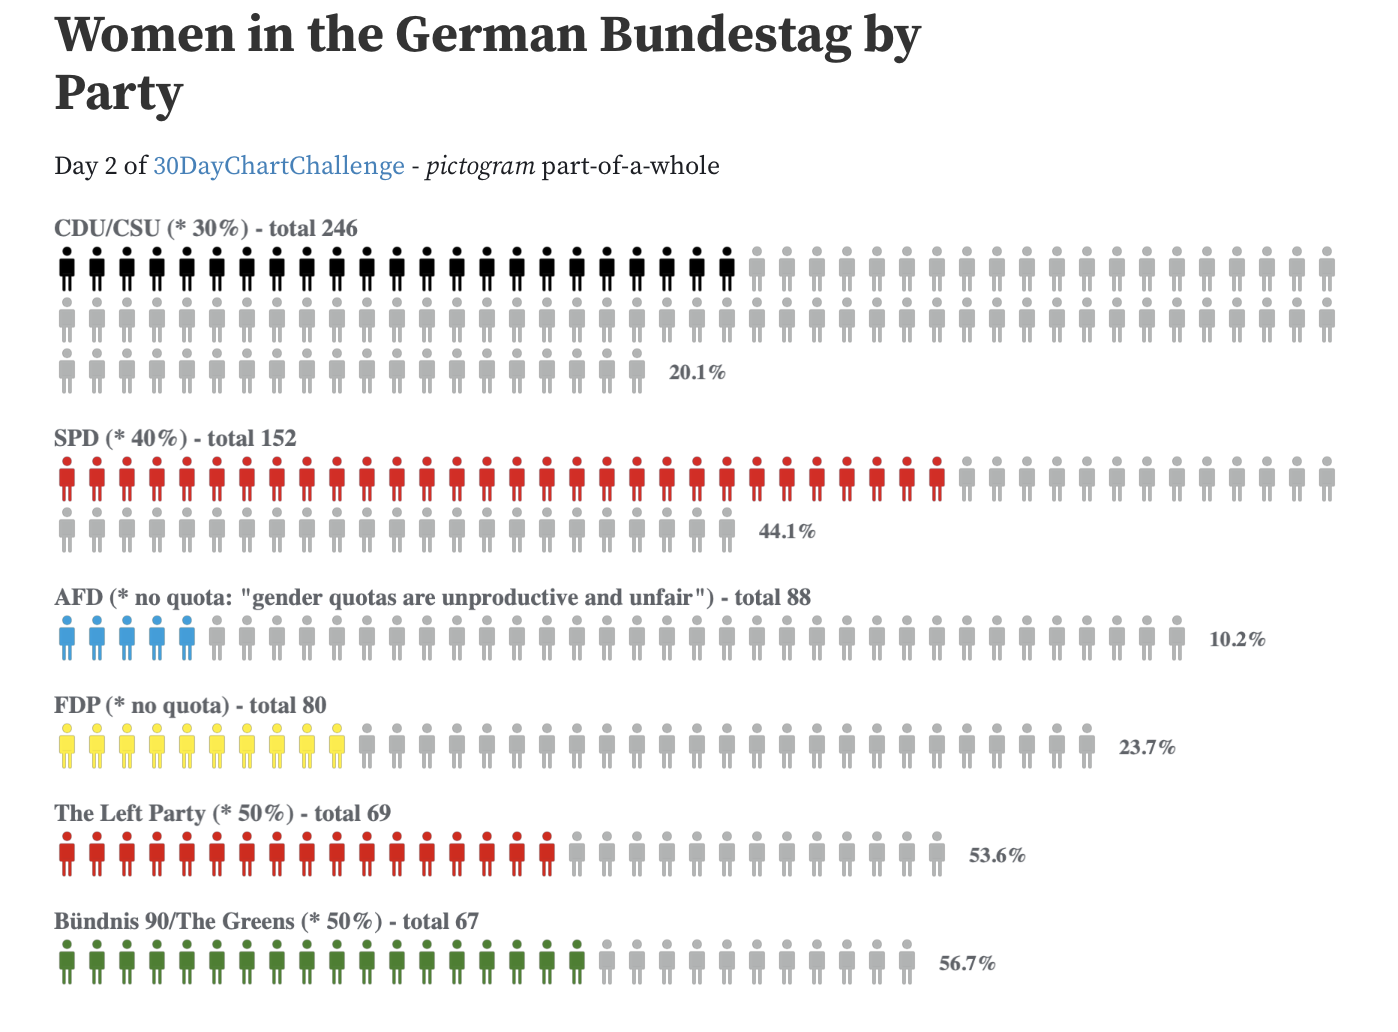 Women in the German Bundestag by
Party
Day 2 of 30DayChartChallenge - pictogram part-of-a-whole
CDU/CSU (* 30%) - total 246
20.1%
SPD (* 40%) - total 152
44.1%
AFD (* no quota: "gender quotas are unproductive and unfair") - total 88
10.2%
FDP (* no quota) - total 80
23.7%
The Left Party (* 50%) - total 69
53.6%
Bündnis 90/The Greens (* 50%) - total 67
56.7%